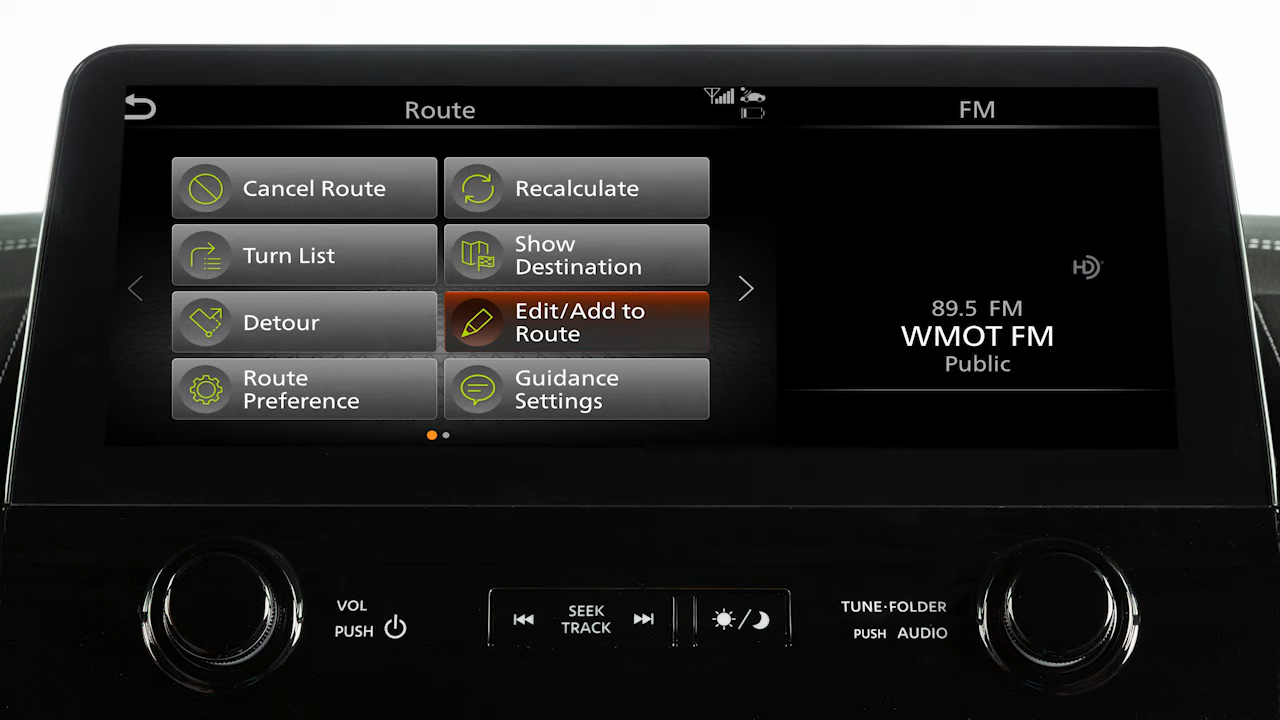 Route
FM
Cancel Route
Recalculate
Turn List
Show
Destination
Detour
Edit/Add to
Route
Route
Preference
Guidance
Settings
HD
89.5 FM
WMOT FM
Public
VOL
PUSH
SEEK
TRACK
TUNE·FOLDER
PUSH AUDIO